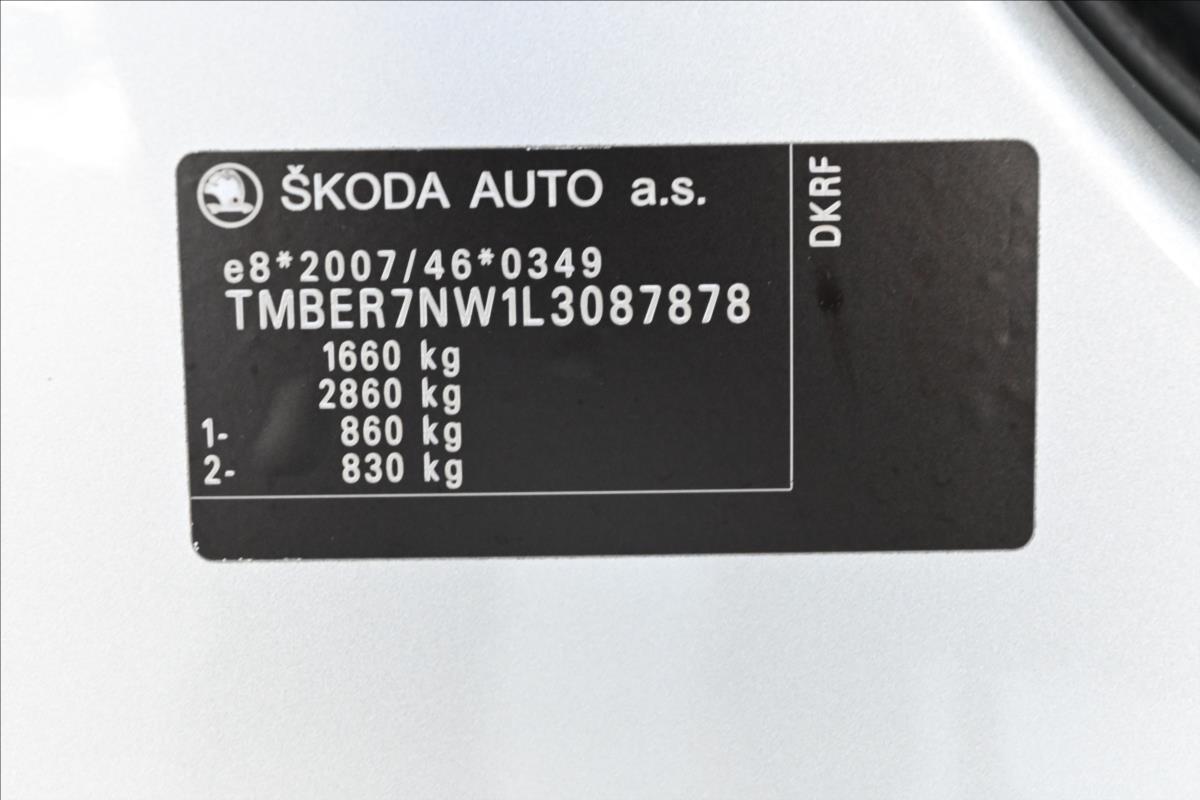 ŠKODA AUTO a.s.
e8*2007/46*0349
TMBER7NW1L3087878
1660 kg
2860 kg
1- 860 kg
2- 830 kg
DKRF